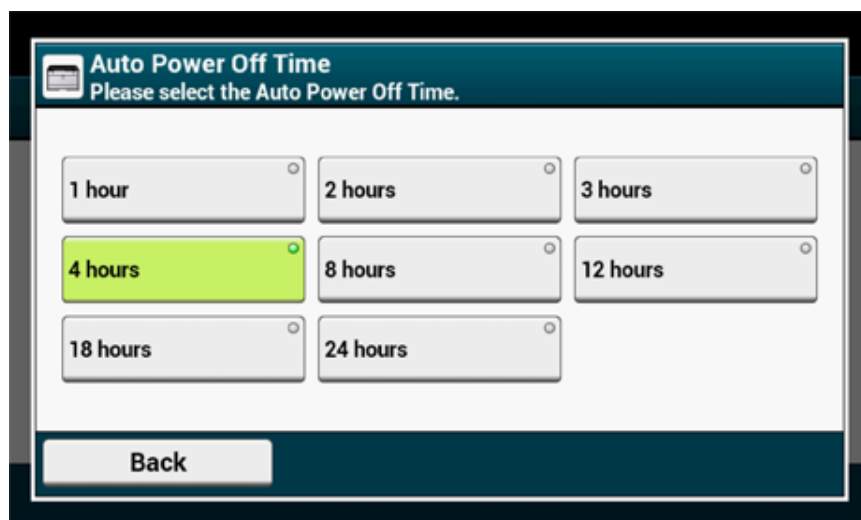 Auto Power Off Time
Please select the Auto Power Off Time.
1 hour
2 hours
3 hours
4 hours
8 hours
12 hours
18 hours
24 hours
Back